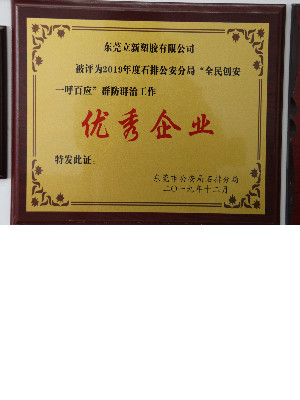 东莞立新塑胶有限公司
被评为2019年度石排公安分局“全民创安
一呼百应”群防群治工作
优秀企业
特发此证：
东莞市公安局石排分局
二〇一九年十二月